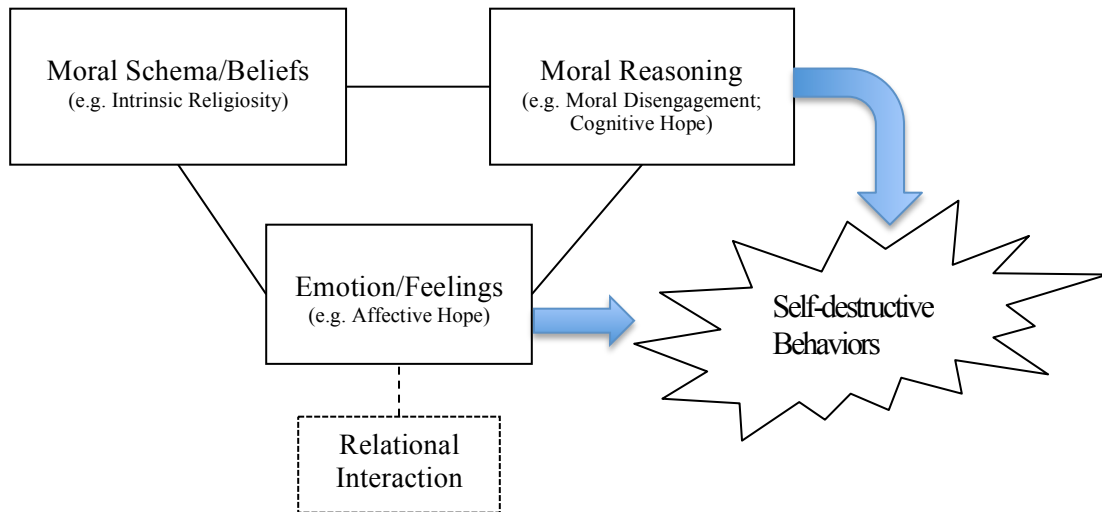 Moral Schema/Beliefs
(e.g. Intrinsic Religiosity)
Moral Reasoning
(e.g. Moral Disengagement;
Cognitive Hope)
Emotion/Feelings
(e.g. Affective Hope)
Self-destructive
Behaviors
Relational
Interaction